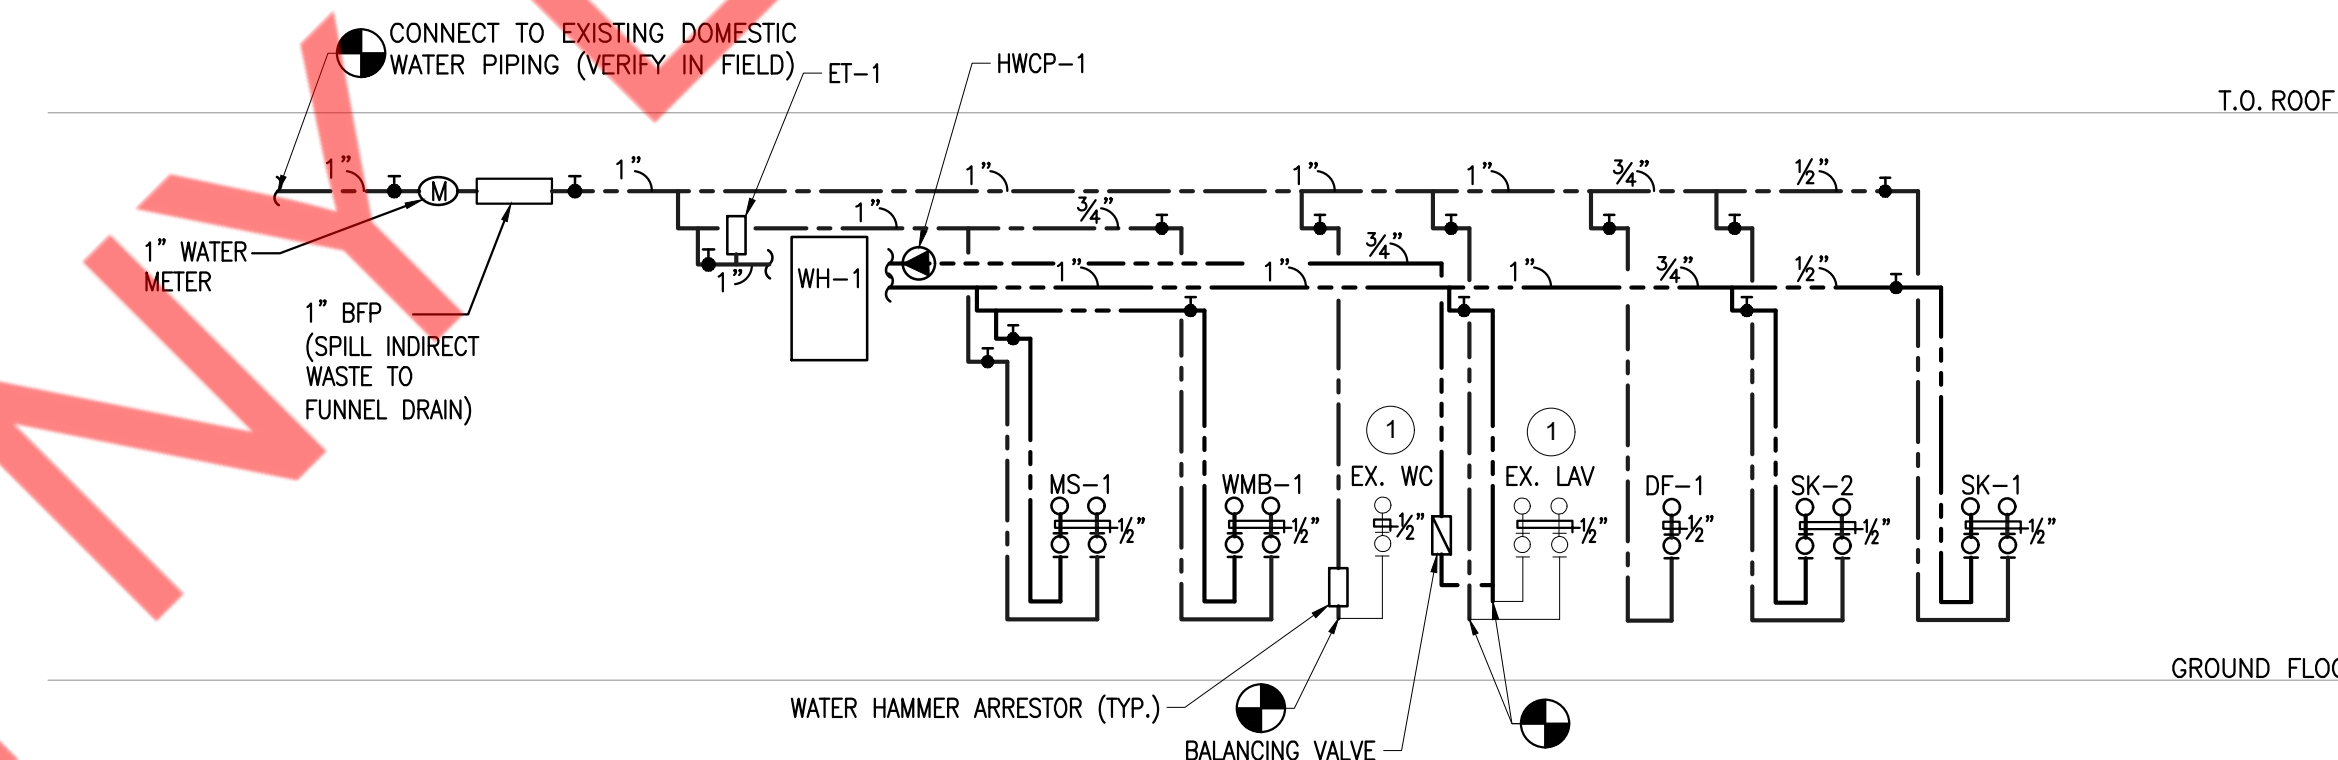 CONNECT TO EXISTING DOMESTIC
WATER PIPING (VERIFY IN FIELD)
ET-1
HWCP-1
T.O. ROOF
1"
1"
1"
1"
1"
3/4"
1/2"
M
1"
3/4"
3/4"
1" WATER
METER
1"
WH-1
1"
1"
1"
3/4"
1/2"
1" BFP
(SPILL INDIRECT
WASTE TO
FUNNEL DRAIN)
1
1
MS-1
WMB-1
EX. WC
EX. LAV
DF-1
SK-2
SK-1
1/2"
1/2"
1/2"
1/2"
1/2"
1/2"
1/2"
GROUND FLOO
WATER HAMMER ARRESTOR (TYP.)
BALANCING VALVE
NY